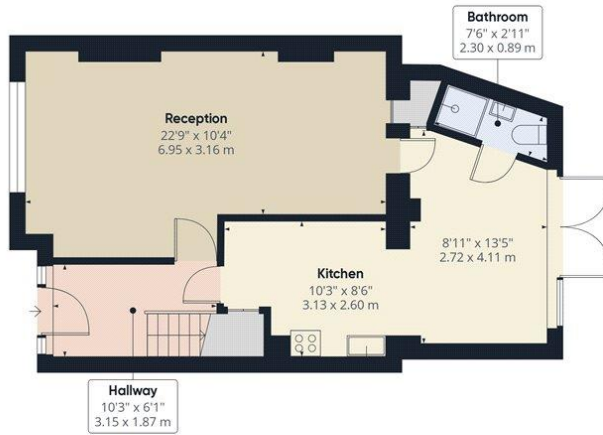 Bathroom
7'6" x 2'11"
2.30 x 0.89 m
Reception
22'9" x 10'4"
6.95 x 3.16 m
8'11" x 13'5"
2.72 x 4.11 m
Kitchen
10'3" x 8'6"
3.13 x 2.60 m
Hallway
10'3" x 6'1"
3.15 x 1.87 m